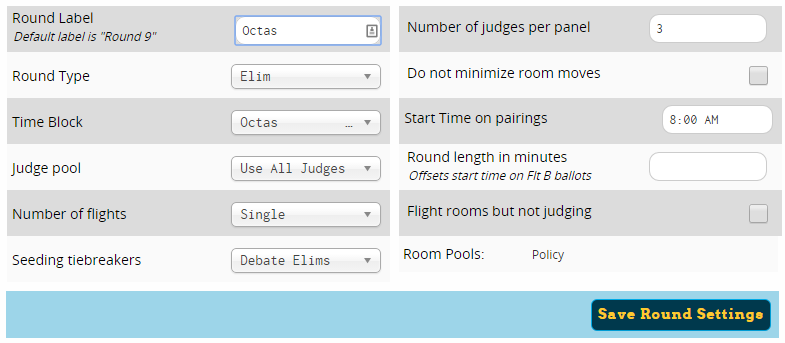 Round Label
Default label is "Round 9"
Octas
Round Type
Elim
Time Block
Octas ...
Judge pool
Use All Judges
Number of flights
Single
Seeding tiebreakers
Debate Elims
Number of judges per panel
3
Do not minimize room moves
Start Time on pairings
8:00 AM
Round length in minutes
Offsets start time on Flt B ballots
Flight rooms but not judging
Room Pools:
Policy
Save Round Settings